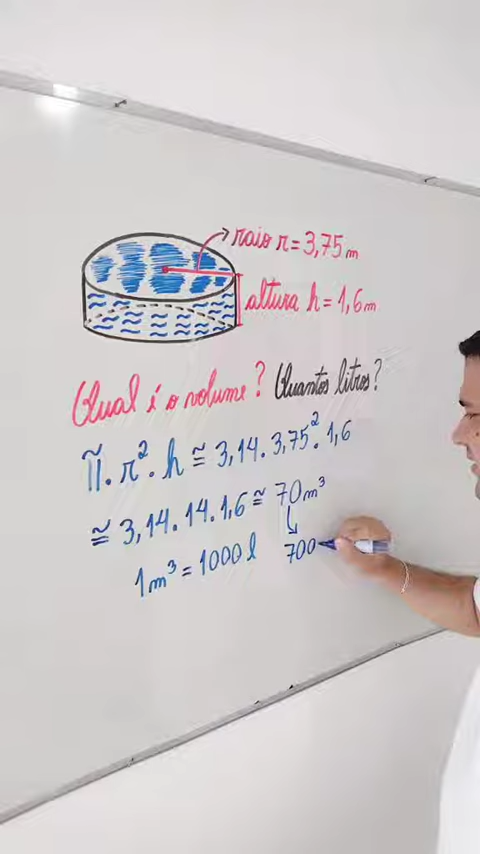 raio r = 3,75 m
altura h = 1,6 m
Qual é o volume? Quantos litros?
π. r². h ≅ 3,14. 3,75². 1,6
≅ 3,14. 14. 1,6 ≅ 70 m³
1 m³ = 1000 l
700